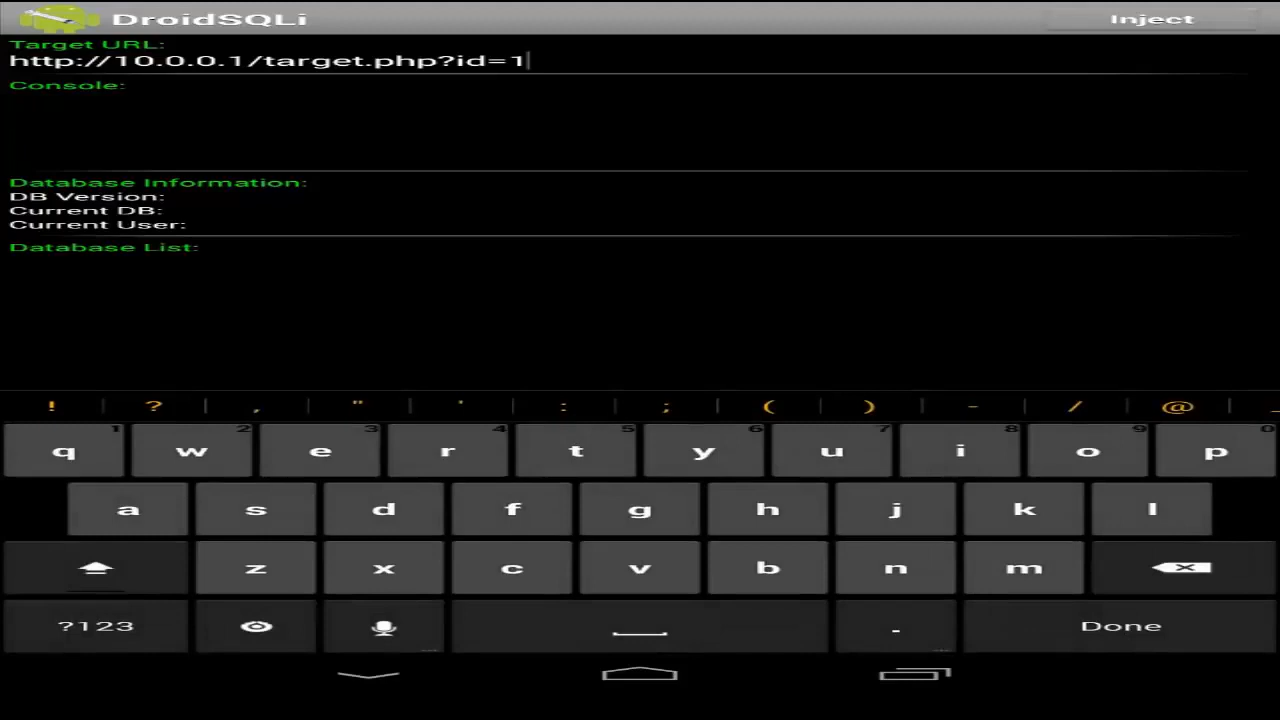 DroidSQLi
Inject
Target URL:
http://10.0.0.1/target.php?id=1
Console:
Database Information:
DB Version:
Current DB:
Current User:
Database List:
! ? , " ' : ; ( ) - / @ _
1 2 3 4 5 6 7 8 9 0
q w e r t y u i o p
a s d f g h j k l
z x c v b n m
?123 . Done